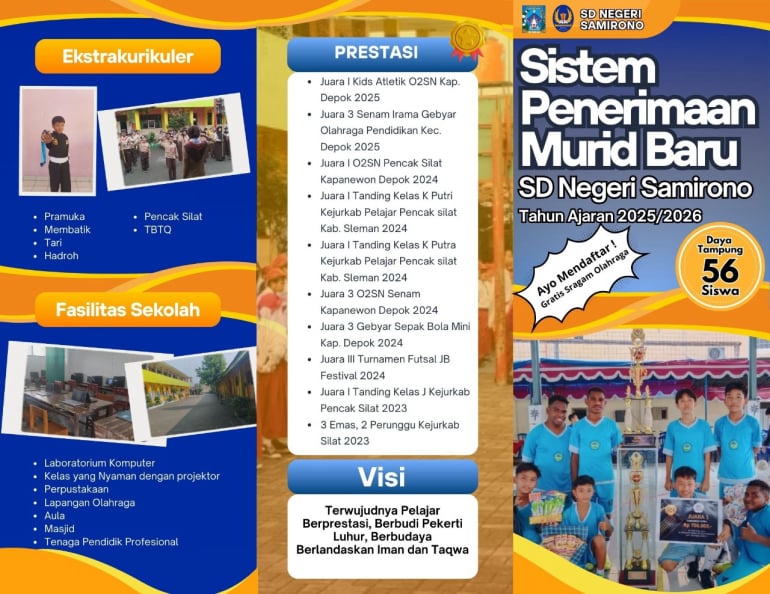 Ekstrakurikuler
Pramuka
Membatik
Tari
Hadroh
Pencak Silat
TBTQ
Fasilitas Sekolah
Laboratorium Komputer
Kelas yang Nyaman dengan projektor
Perpustakaan
Lapangan Olahraga
Aula
Masjid
Tenaga Pendidik Profesional
PRESTASI
Juara I Kids Atletik O2SN Kap.
Depok 2025
Juara 3 Senam Irama Gebyar
Olahraga Pendidikan Kec.
Depok 2025
Juara I O2SN Pencak Silat
Kapanewon Depok 2024
Juara I Tanding Kelas K Putri
Kejurkab Pelajar Pencak silat
Kab. Sleman 2024
Juara I Tanding Kelas K Putra
Kejurkab Pelajar Pencak silat
Kab. Sleman 2024
Juara 3 O2SN Senam
Kapanewon Depok 2024
Juara 3 Gebyar Sepak Bola Mini
Kap. Depok 2024
Juara III Turnamen Futsal JB
Festival 2024
Juara I Tanding Kelas J Kejurkab
Pencak Silat 2023
3 Emas, 2 Perunggu Kejurkab
Silat 2023
Visi
Terwujudnya Pelajar
Berprestasi, Berbudi Pekerti
Luhur, Berbudaya
Berlandaskan Iman dan Taqwa
SD NEGERI
SAMIRONO
Sistem
Penerimaan
Murid Baru
SD Negeri Samirono
Tahun Ajaran 2025/2026
Ayo Mendaftar !
Gratis Sragam Olahraga
Daya
Tampung
56
Siswa
JUARA 1